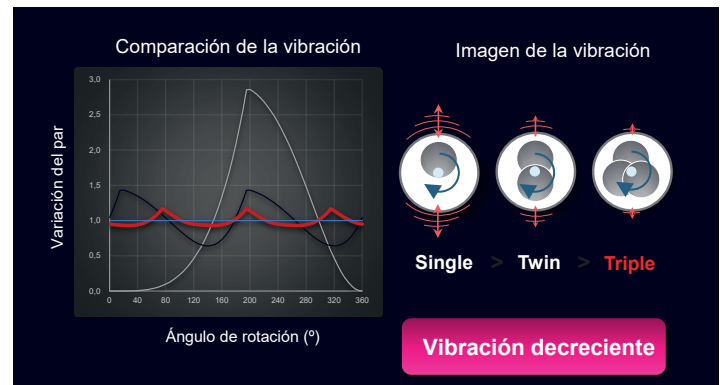 Comparación de la vibración
Imagen de la vibración
Variación del par
3,0
2,5
2,0
1,5
1,0
0,5
0,0
0 40 80 120 160 200 240 280 320 360
Ángulo de rotación (º)
Single > Twin > Triple
Vibración decreciente